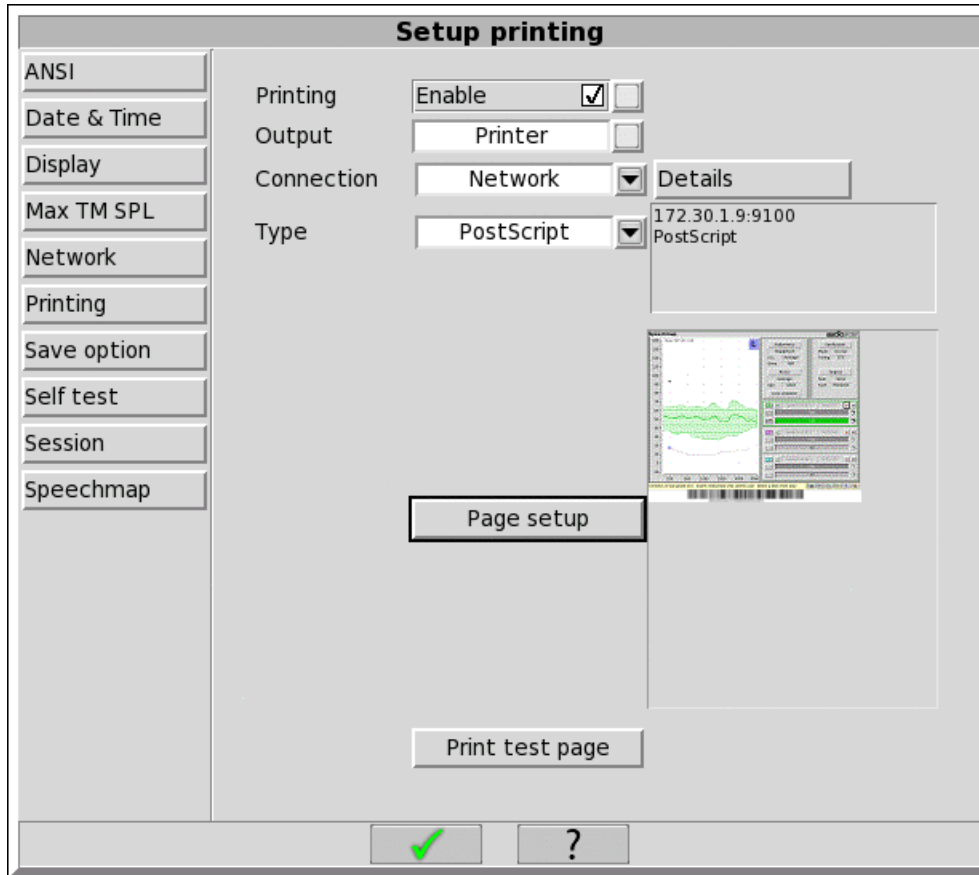 Setup printing
ANSI
Date & Time
Display
Max TM SPL
Network
Printing
Save option
Self test
Session
Speechmap
Printing
Enable
Output
Printer
Connection
Network
Details
Type
PostScript
172.30.1.9:9100
PostScript
Page setup
Print test page
?